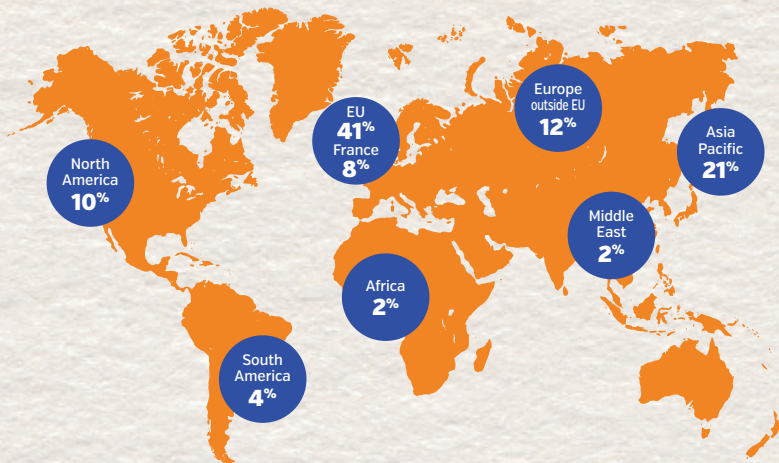 North
America
10%
EU
41%
France
8%
Europe
outside EU
12%
Asia
Pacific
21%
Middle
East
2%
Africa
2%
South
America
4%